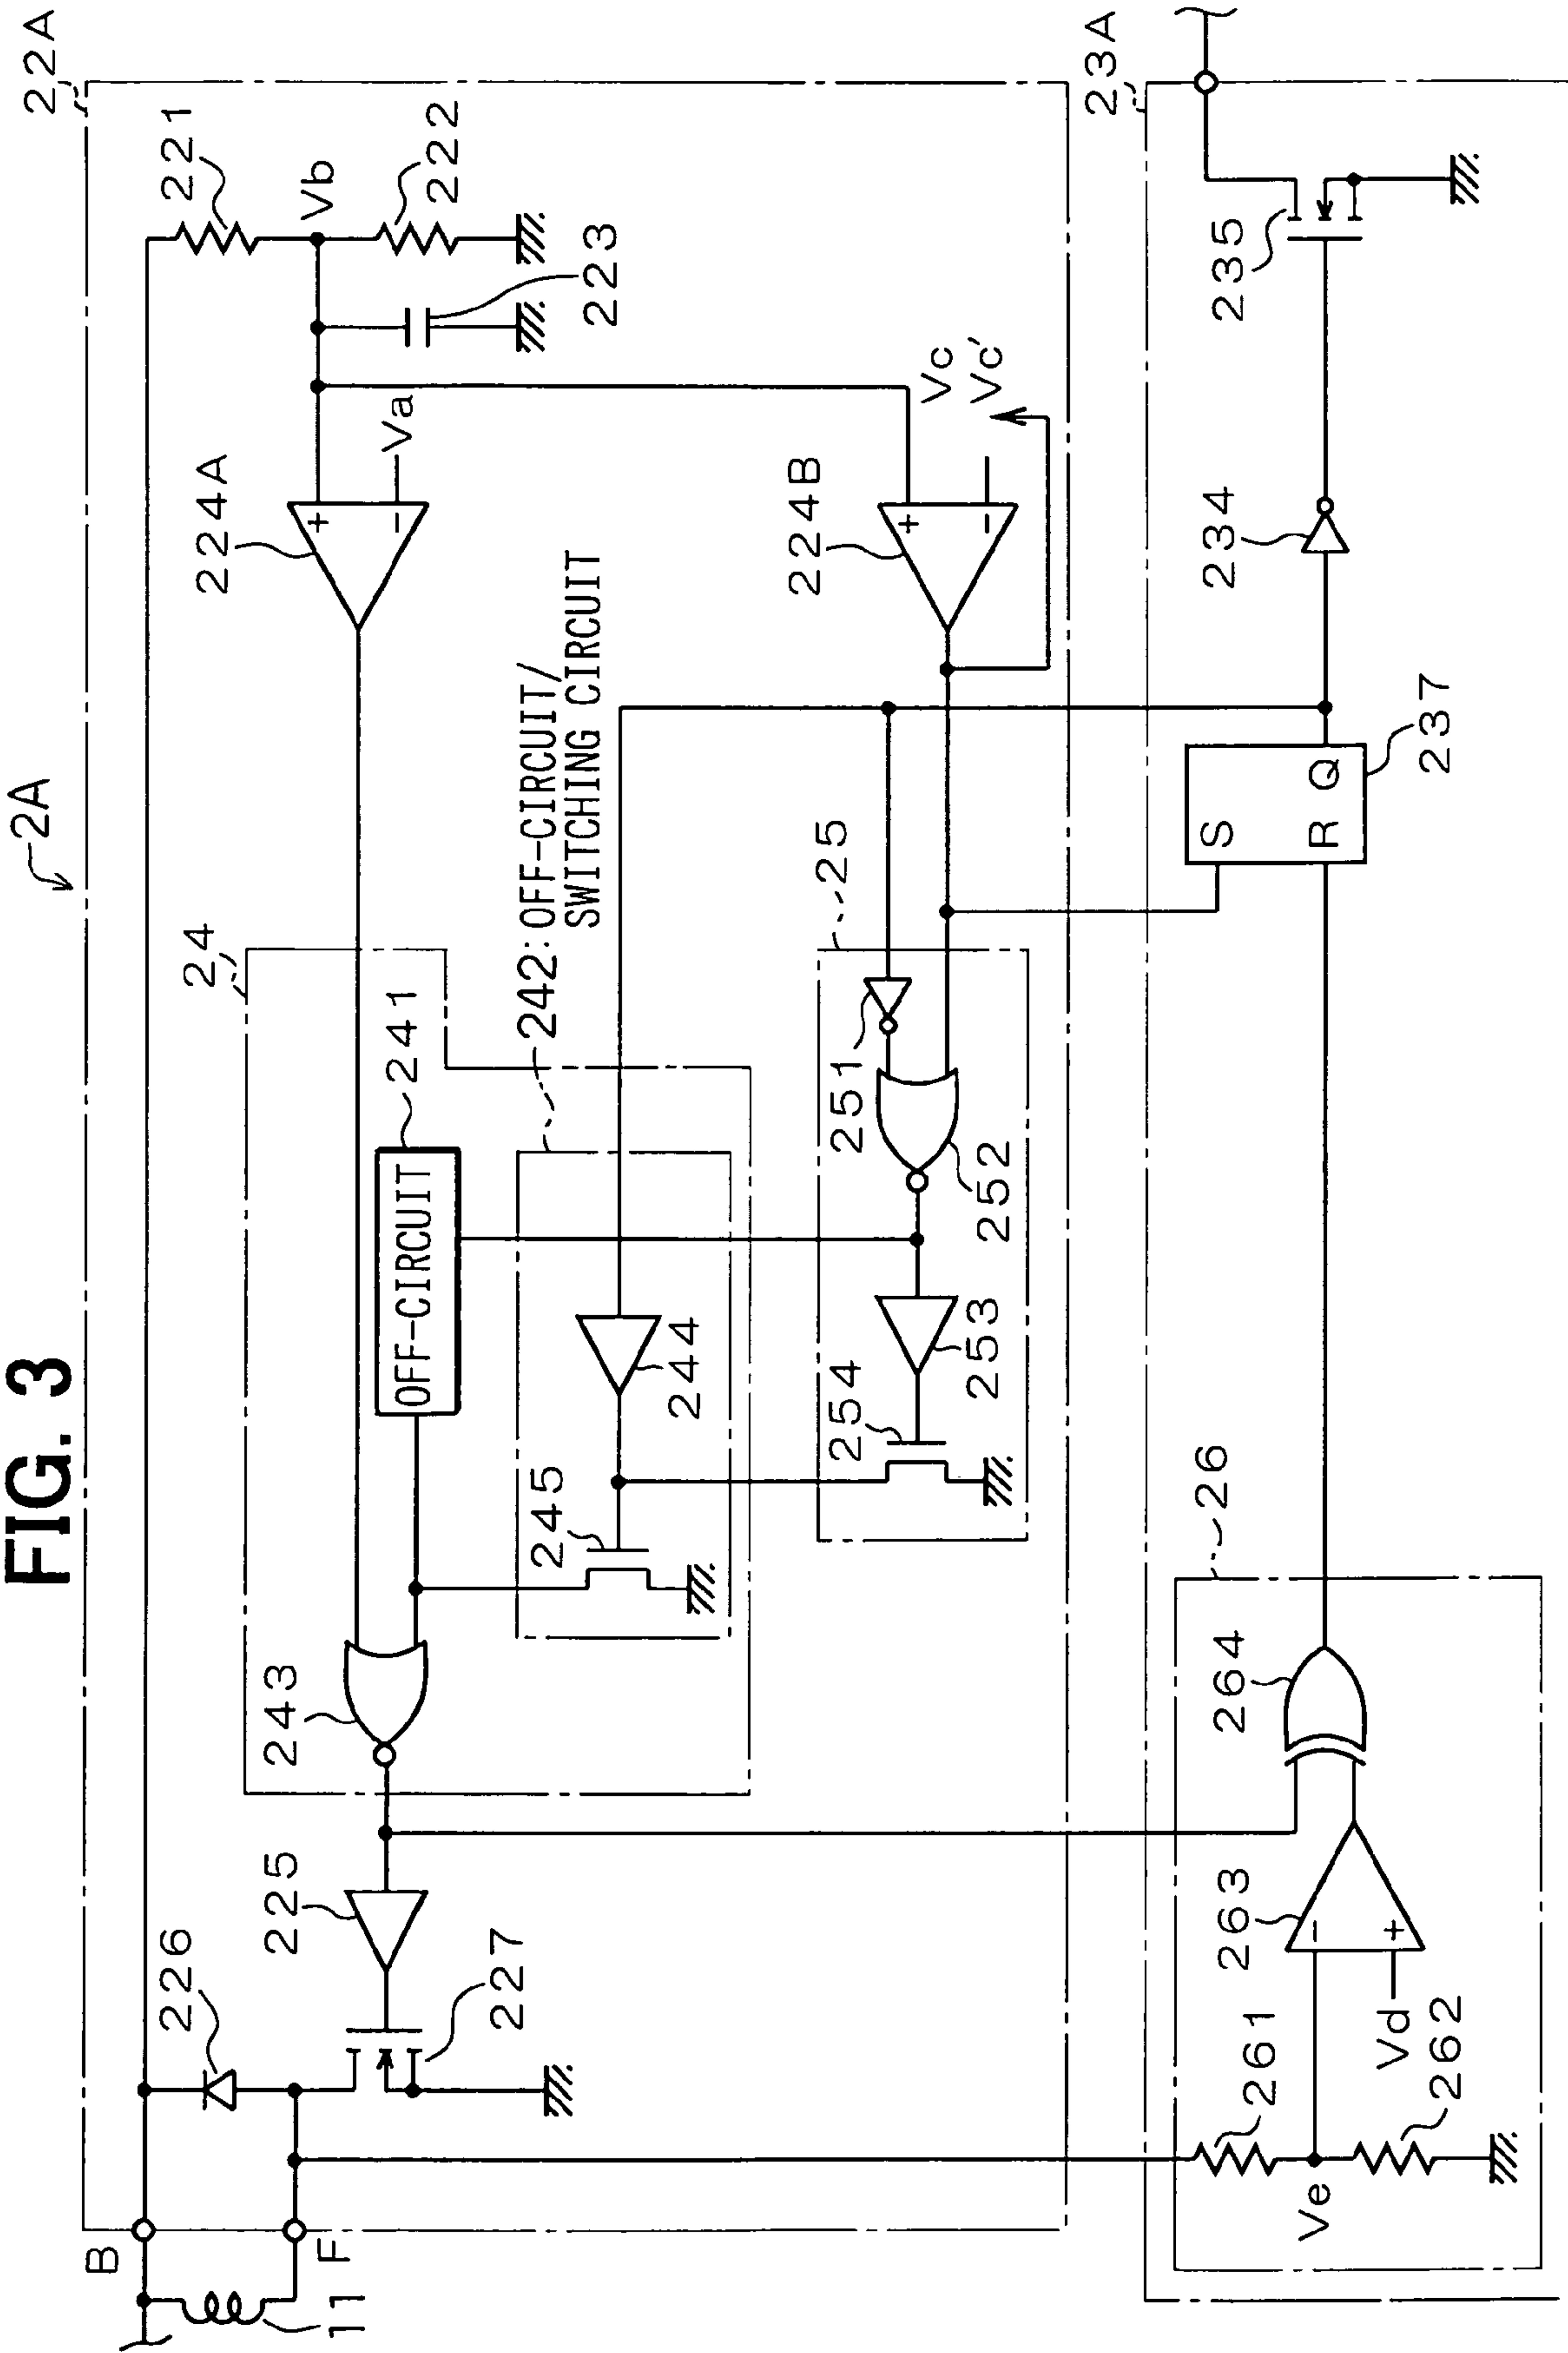 FIG. 3
2A
22A
221
Vb
222
223
Va
224A
+
−
Vc
Vc'
224B
+
−
24
241
OFF-CIRCUIT
242:OFF-CIRCUIT/
SWITCHING CIRCUIT
243
244
245
25
251
252
253
254
225
226
227
B
F
11
23A
235
234
237
S
R
Q
26
264
263
−
+
Vd
261
262
Ve